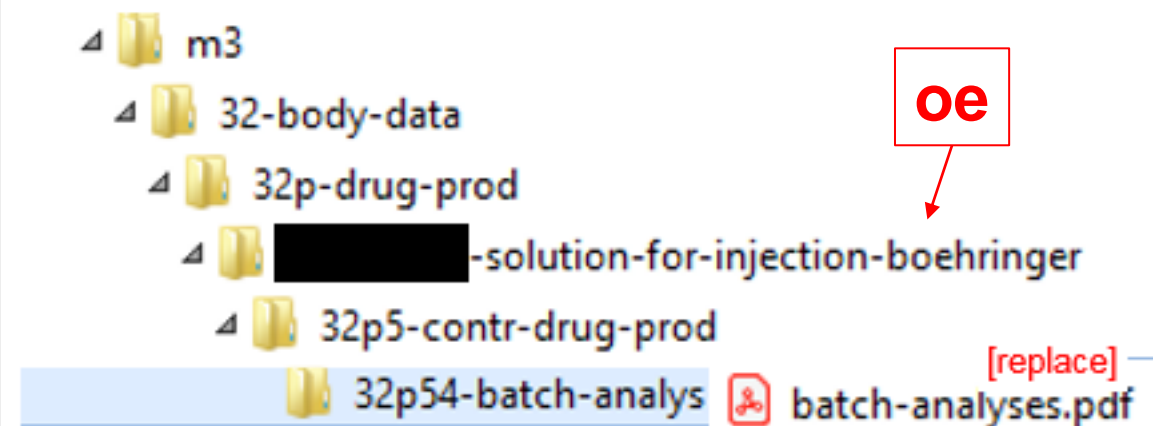 m3
oe
32-body-data
32p-drug-prod
-solution-for-injection-boehringer
32p5-contr-drug-prod
[replace]
32p54-batch-analys batch-analyses.pdf